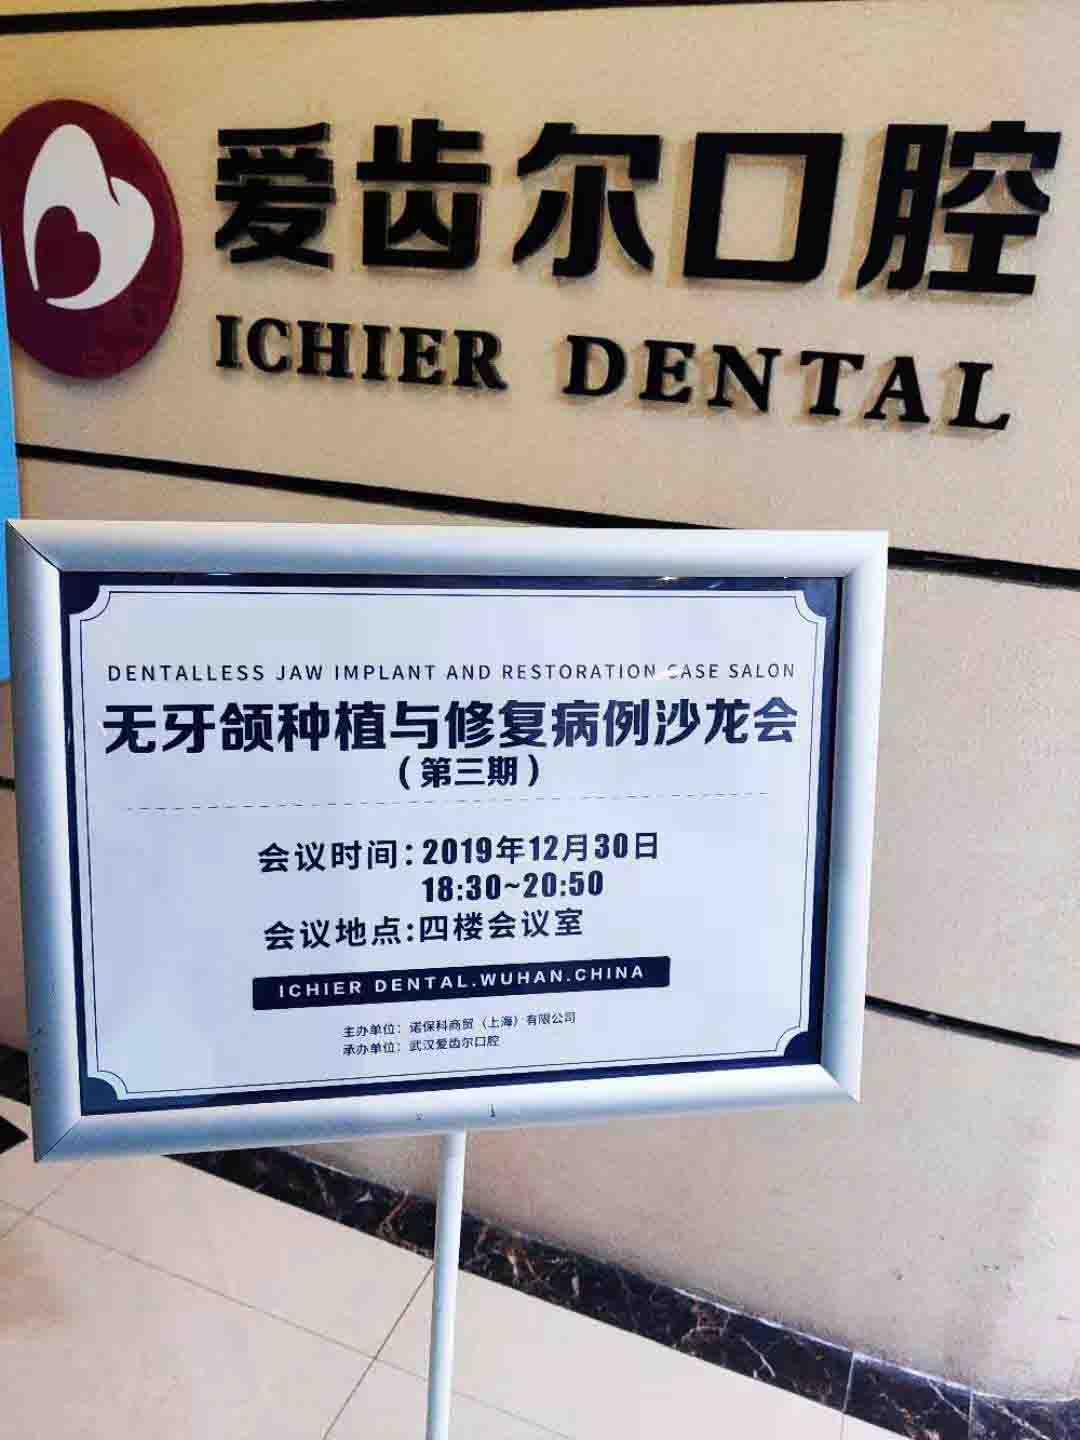 爱齿尔口腔
ICHIER DENTAL
DENTALLESS JAW IMPLANT AND RESTORATION CASE SALON
无牙颌种植与修复病例沙龙会
（第三期）
会议时间：2019年12月30日
18:30~20:50
会议地点:四楼会议室
ICHIER DENTAL.WUHAN.CHINA
主办单位：诺保科商贸（上海）有限公司
承办单位：武汉爱齿尔口腔